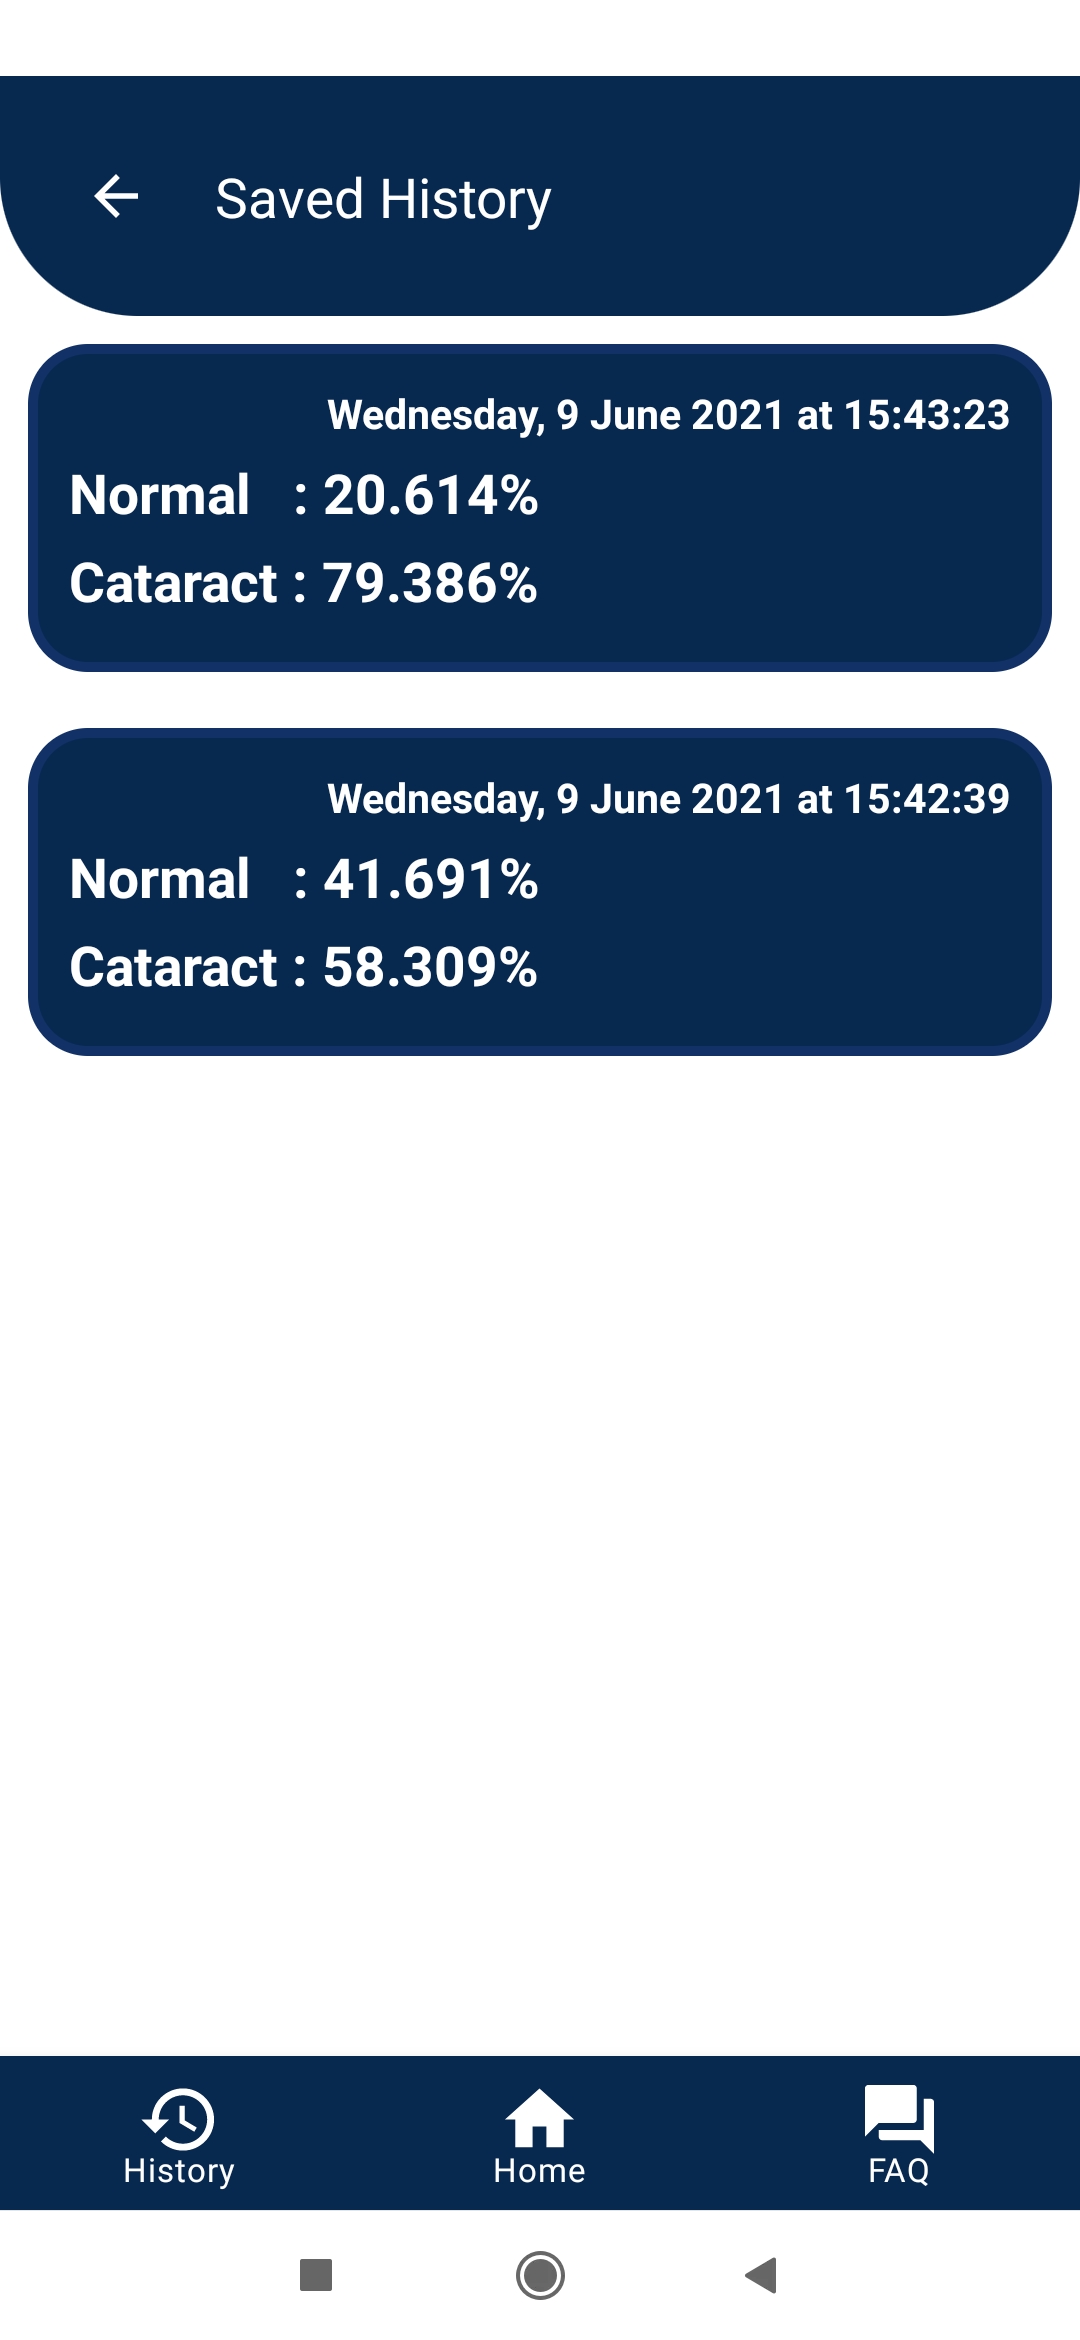 Saved History
Wednesday, 9 June 2021 at 15:43:23
Normal : 20.614%
Cataract : 79.386%
Wednesday, 9 June 2021 at 15:42:39
Normal : 41.691%
Cataract : 58.309%
History Home FAQ